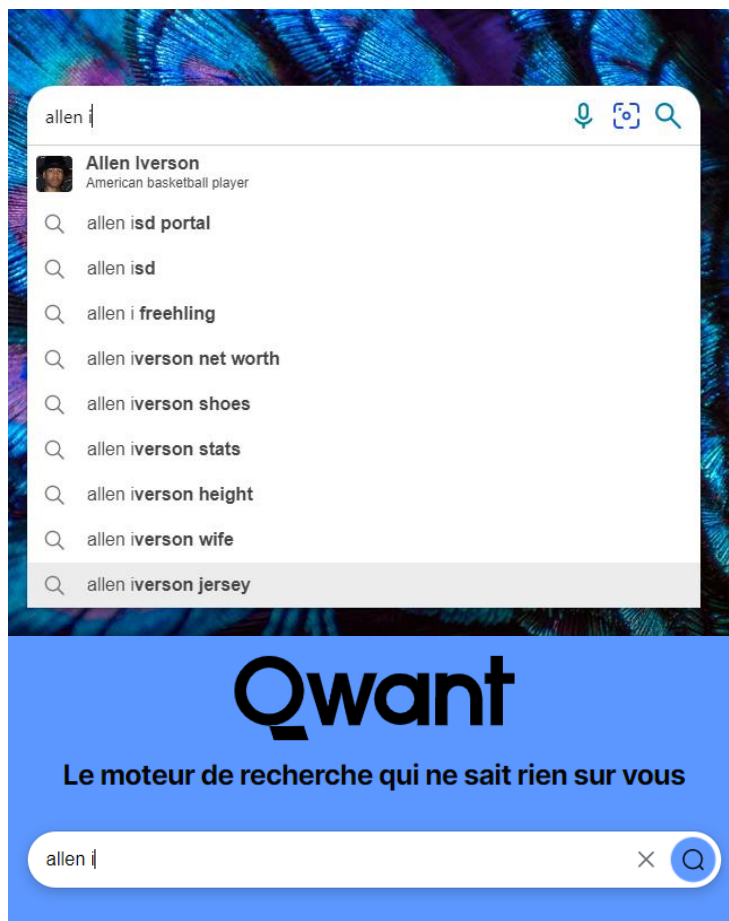 allen i
Allen Iverson
American basketball player
allen isd portal
allen isd
allen i freehling
allen iverson net worth
allen iverson shoes
allen iverson stats
allen iverson height
allen iverson wife
allen iverson jersey
Qwant
Le moteur de recherche qui ne sait rien sur vous
allen i